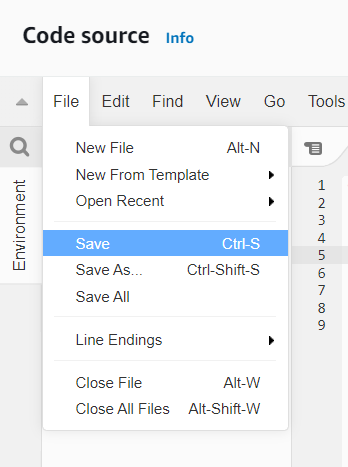 Code source Info
File Edit Find View Go Tools
New File Alt-N
New From Template
Open Recent
Save Ctrl-S
Save As... Ctrl-Shift-S
Save All
Line Endings
Close File Alt-W
Close All Files Alt-Shift-W
Environment
1
2
3
4
5
6
7
8
9